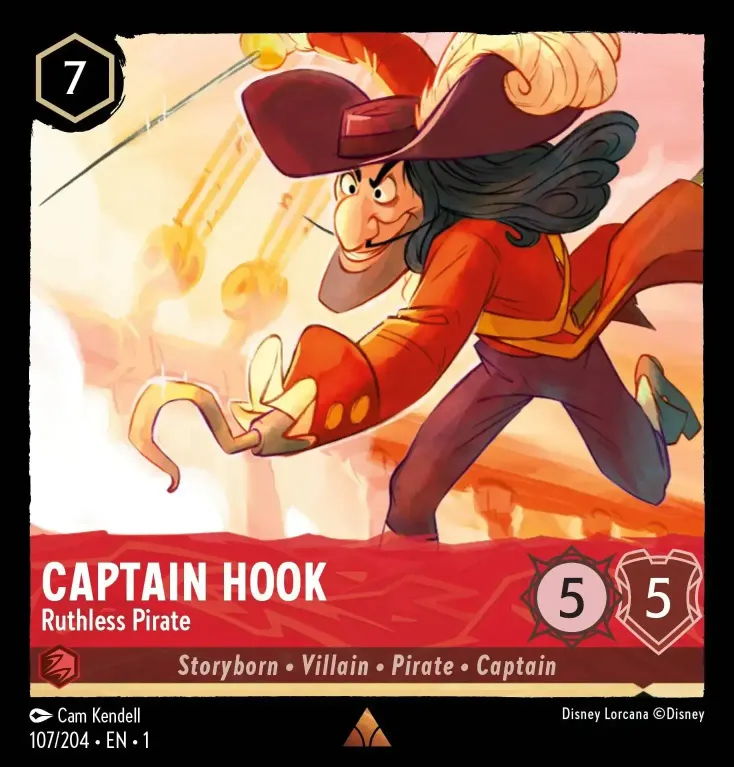 7
CAPTAIN HOOK
Ruthless Pirate
5
5
Storyborn • Villain • Pirate • Captain
Cam Kendell
Disney Lorcana ©Disney
107/204 • EN • 1